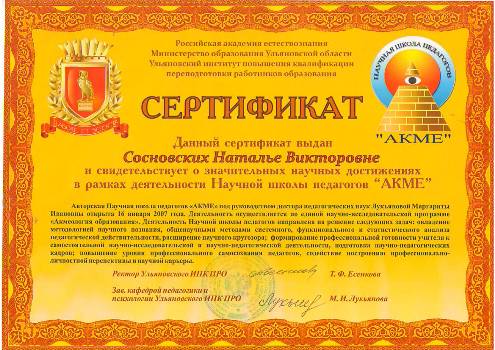 Российская академия естествознания
Министерство образования Ульяновской области
Ульяновский институт повышения квалификации
переподготовки работников образования
НАУЧНАЯ ШКОЛА ПЕДАГОГОВ
"АКМЕ"
СЕРТИФИКАТ
Данный сертификат выдан
Сосновских Наталье Викторовне
и свидетельствует о значительных научных достижениях
в рамках деятельности Научной школы педагогов "АКМЕ"
Авторская Научная школа педагогов «АКМЕ» под руководством доктора педагогических наук Лукьяновой Маргариты
Ивановны открыта 16 января 2007 года. Деятельность осуществляется по единой научно-исследовательской программе
«Акмеология образования». Деятельность Научной школы педагогов направлена на решение следующих задач: овладение
методологией научного познания, общенаучными методами системного, функционального и статистического анализа
педагогической действительности, расширение научного кругозора; формирование профессиональной готовности учителя к
самостоятельной научно-исследовательской и научно-педагогической деятельности, подготовки научно-педагогических
кадров; повышение уровня профессионального самосознания педагогов, содействие построению профессионально-
личностной перспективы и научной карьеры.
Ректор Ульяновского ИПК ПРО Т. Ф. Есенкова
Зав. кафедрой педагогики и
психологии Ульяновского ИПКПРО М. И. Лукьянова